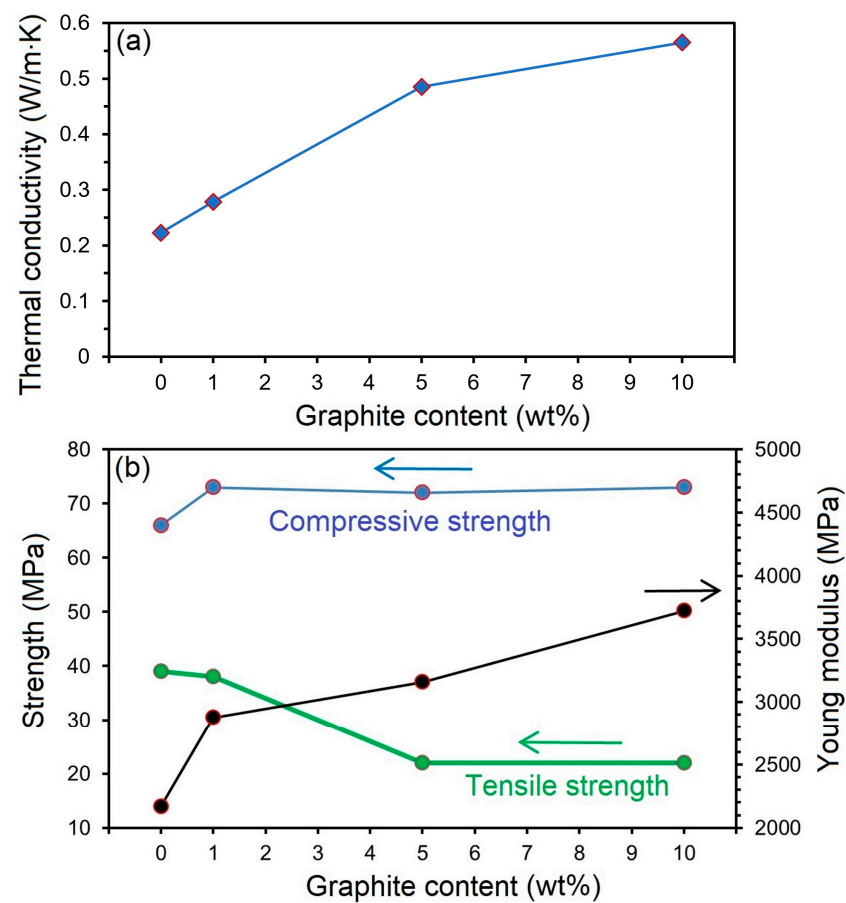 (a)
Thermal conductivity (W/m·K)
0.6
0.5
0.4
0.3
0.2
0.1
0
0 1 2 3 4 5 6 7 8 9 10
Graphite content (wt%)
(b)
Strength (MPa)
80
70
60
50
40
30
20
10
Compressive strength
Tensile strength
5000
4500
4000
3500
3000
2500
2000
Young modulus (MPa)
0 1 2 3 4 5 6 7 8 9 10
Graphite content (wt%)